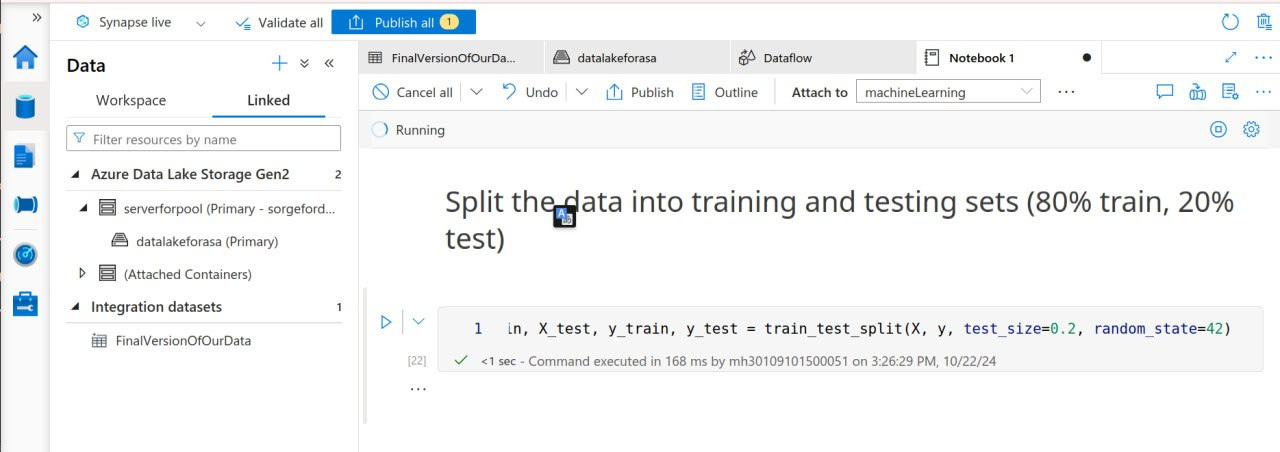 Synapse live
Validate all
Publish all 1
Data
Workspace
Linked
Filter resources by name
Azure Data Lake Storage Gen2 2
serverforpool (Primary - sorgeford...
datalakeforasa (Primary)
(Attached Containers)
Integration datasets 1
FinalVersionOfOurData
FinalVersionOfOurDa...
datalakeforasa
Dataflow
Notebook 1
Cancel all
Undo
Publish
Outline
Attach to
machineLearning
Running
Split the data into training and testing sets (80% train, 20%
test)
1 in, X_test, y_train, y_test = train_test_split(X, y, test_size=0.2, random_state=42)
[22]
<1 sec - Command executed in 168 ms by mh30109101500051 on 3:26:29 PM, 10/22/24